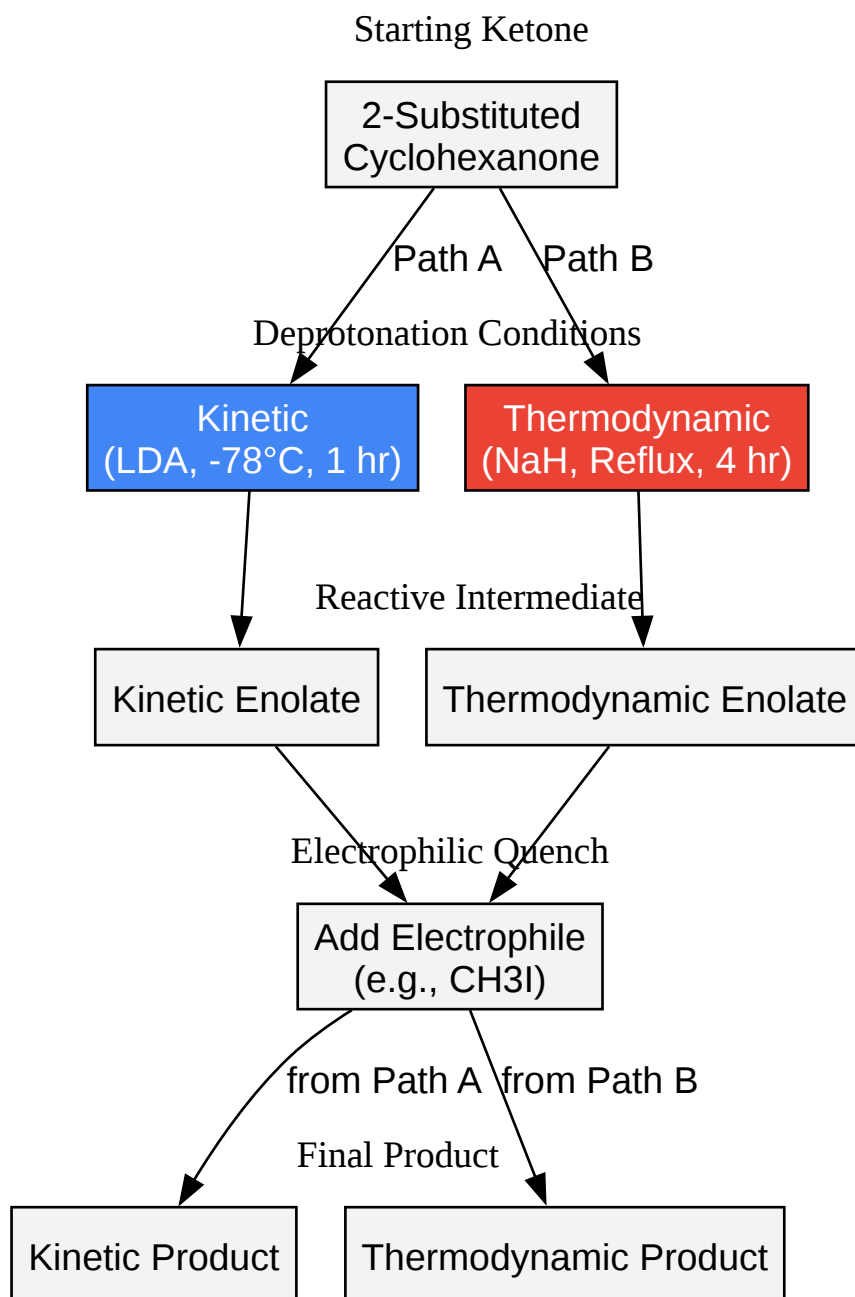 Starting Ketone
2-Substituted
Cyclohexanone
Path A
Path B
Deprotonation Conditions
Kinetic
(LDA, -78°C, 1 hr)
Thermodynamic
(NaH, Reflux, 4 hr)
Reactive Intermediate
Kinetic Enolate
Thermodynamic Enolate
Electrophilic Quench
Add Electrophile
(e.g., CH3I)
from Path A
from Path B
Final Product
Kinetic Product
Thermodynamic Product